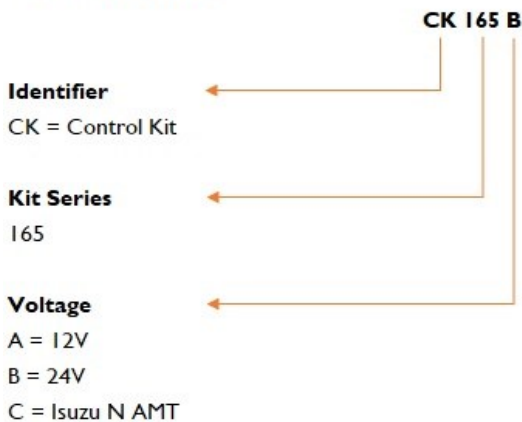 CK 165 B
Identifier
CK = Control Kit
Kit Series
165
Voltage
A = 12V
B = 24V
C = Isuzu N AMT